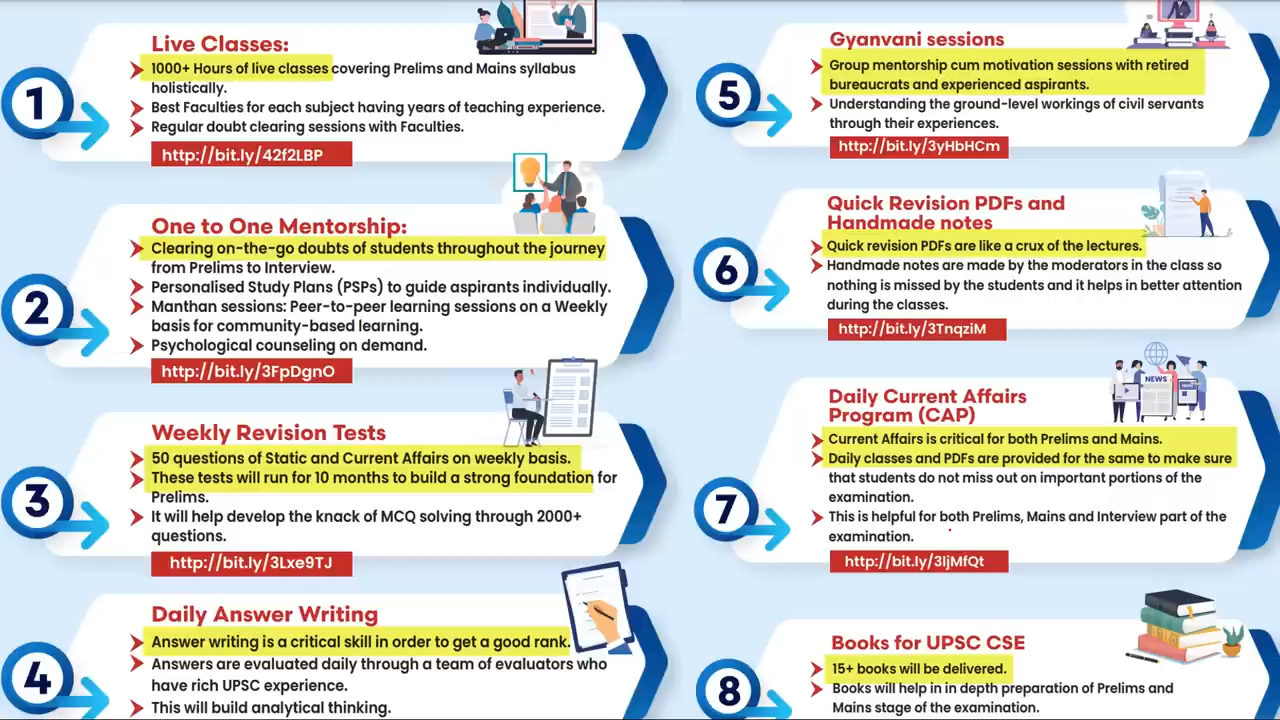 1
Live Classes:
1000+ Hours of live classes covering Prelims and Mains syllabus
holistically.
Best Faculties for each subject having years of teaching experience.
Regular doubt clearing sessions with Faculties.
http://bit.ly/42f2LBP
2
One to One Mentorship:
Clearing on-the-go doubts of students throughout the journey
from Prelims to Interview.
Personalised Study Plans (PSPs) to guide aspirants individually.
Manthan sessions: Peer-to-peer learning sessions on a Weekly
basis for community-based learning.
Psychological counseling on demand.
http://bit.ly/3FpDgnO
3
Weekly Revision Tests
50 questions of Static and Current Affairs on weekly basis.
These tests will run for 10 months to build a strong foundation for
Prelims.
It will help develop the knack of MCQ solving through 2000+
questions.
http://bit.ly/3Lxe9TJ
4
Daily Answer Writing
Answer writing is a critical skill in order to get a good rank.
Answers are evaluated daily through a team of evaluators who
have rich UPSC experience.
This will build analytical thinking.
5
Gyanvani sessions
Group mentorship cum motivation sessions with retired
bureaucrats and experienced aspirants.
Understanding the ground-level workings of civil servants
through their experiences.
http://bit.ly/3yHbHCm
6
Quick Revision PDFs and
Handmade notes
Quick revision PDFs are like a crux of the lectures.
Handmade notes are made by the moderators in the class so
nothing is missed by the students and it helps in better attention
during the classes.
http://bit.ly/3TnqziM
7
Daily Current Affairs
Program (CAP)
NEWS
Current Affairs is critical for both Prelims and Mains.
Daily classes and PDFs are provided for the same to make sure
that students do not miss out on important portions of the
examination.
This is helpful for both Prelims, Mains and Interview part of the
examination.
http://bit.ly/3IjMfQt
8
Books for UPSC CSE
15+ books will be delivered.
Books will help in in depth preparation of Prelims and
Mains stage of the examination.